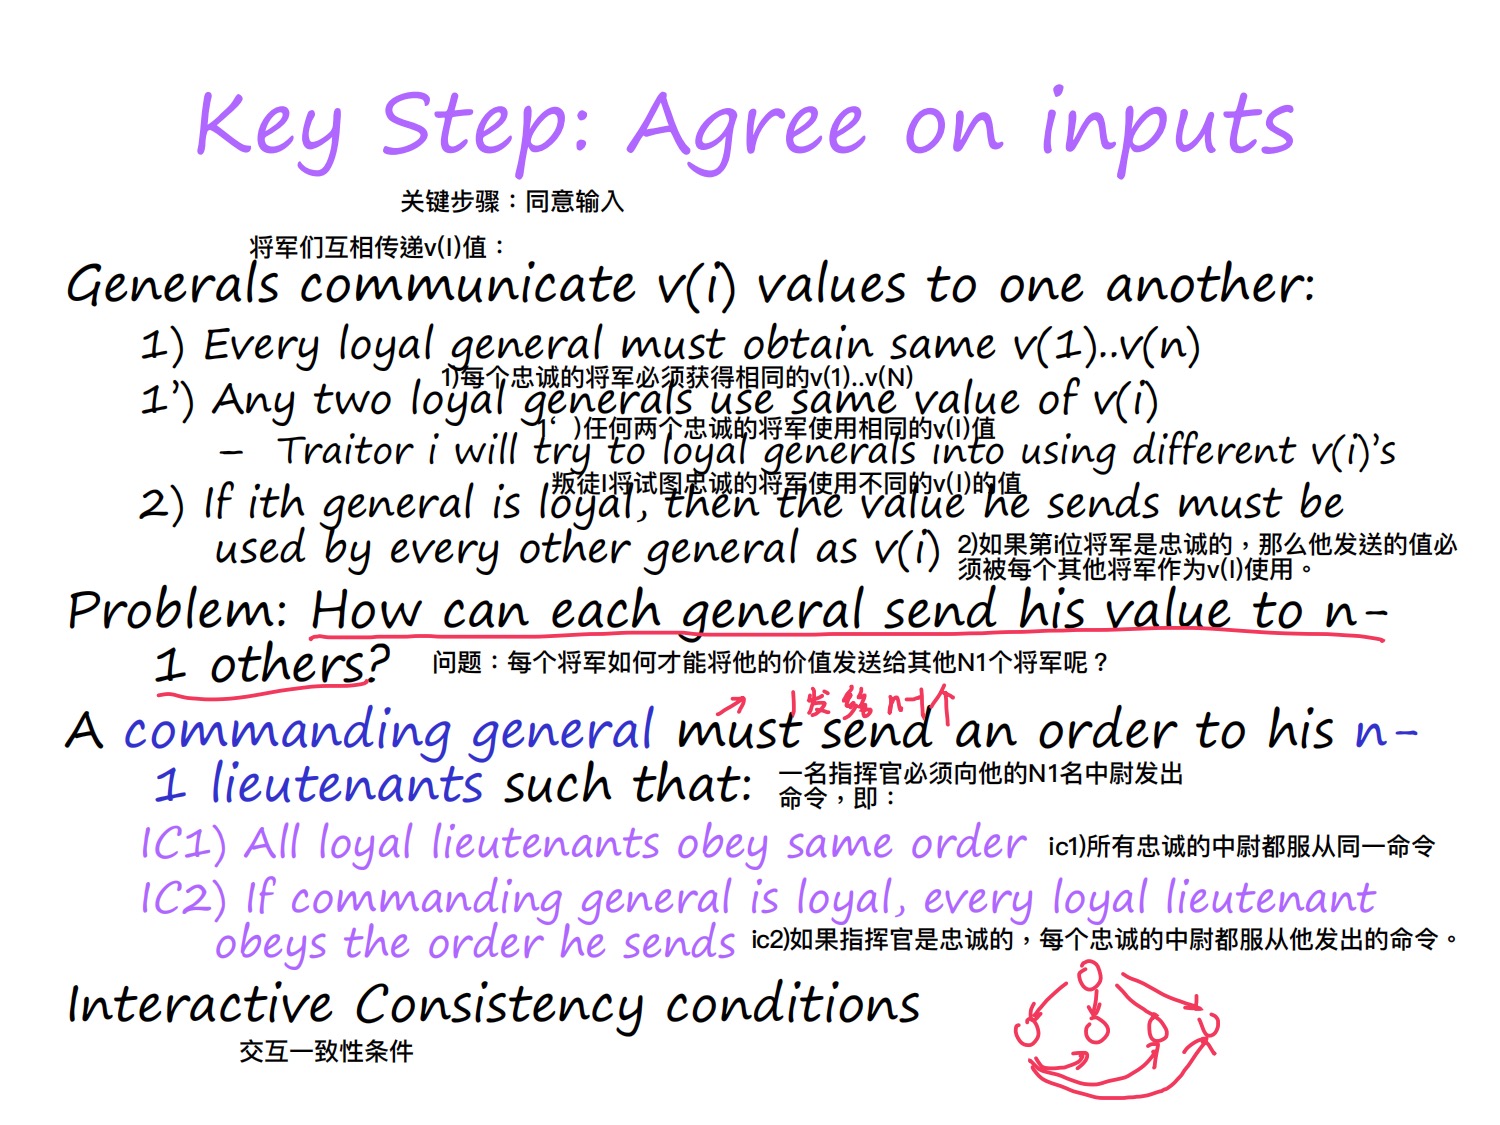 Key Step: Agree on inputs
关键步骤：同意输入
将军们互相传递v(I)值：
Generals communicate v(i) values to one another:
1) Every loyal general must obtain same v(1)..v(n)
1)每个忠诚的将军必须获得相同的v(1)..v(N)
1’) Any two loyal generals use same value of v(i)
1‘ )任何两个忠诚的将军使用相同的v(I)值
– Traitor i will try to loyal generals into using different v(i)’s
叛徒I将试图忠诚的将军使用不同的v(I)的值
2) If ith general is loyal, then the value he sends must be
used by every other general as v(i)
2)如果第i位将军是忠诚的，那么他发送的值必
须被每个其他将军作为v(I)使用。
Problem: How can each general send his value to n-
1 others?
问题：每个将军如何才能将他的价值发送给其他N1个将军呢？
→ 1发给 n-1个
A commanding general must send an order to his n-
1 lieutenants such that:
一名指挥官必须向他的N1名中尉发出
命令，即：
IC1) All loyal lieutenants obey same order
ic1)所有忠诚的中尉都服从同一命令
IC2) If commanding general is loyal, every loyal lieutenant
obeys the order he sends
ic2)如果指挥官是忠诚的，每个忠诚的中尉都服从他发出的命令。
Interactive Consistency conditions
交互一致性条件